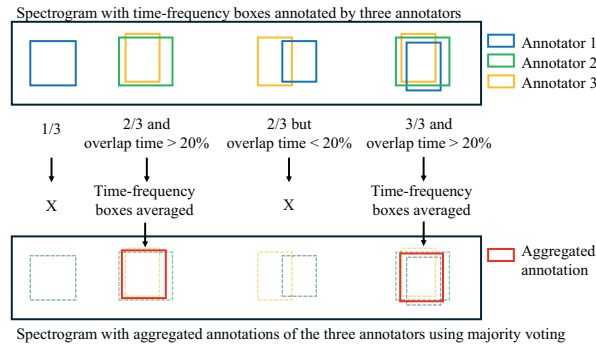 Spectrogram with time-frequency boxes annotated by three annotators
Annotator 1
Annotator 2
Annotator 3
1/3
2/3 and
overlap time > 20%
2/3 but
overlap time < 20%
3/3 and
overlap time > 20%
X
Time-frequency
boxes averaged
X
Time-frequency
boxes averaged
Aggregated
annotation
Spectrogram with aggregated annotations of the three annotators using majority voting